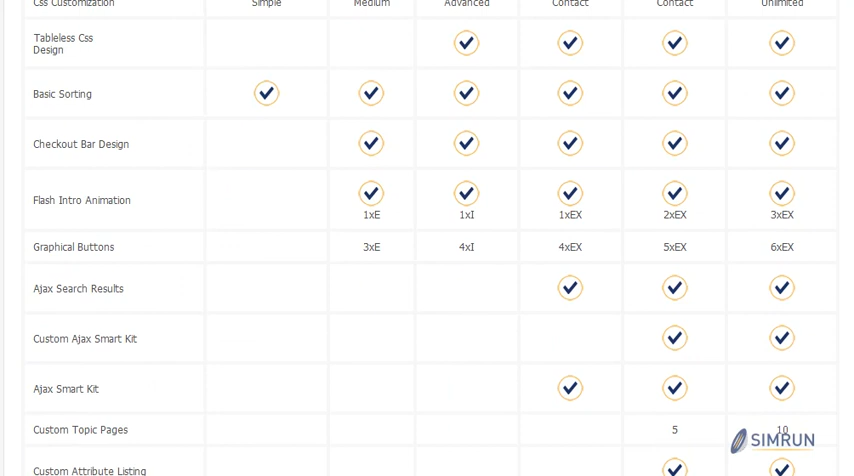 Css Customization Simple Medium Advanced Contact Contact Unlimited
Tableless Css
Design
Basic Sorting
Checkout Bar Design
Flash Intro Animation
1xE 1xI 1xEX 2xEX 3xEX
Graphical Buttons 3xE 4xI 4xEX 5xEX 6xEX
Ajax Search Results
Custom Ajax Smart Kit
Ajax Smart Kit
Custom Topic Pages 5 10
SIMRUN
Custom Attribute Listing